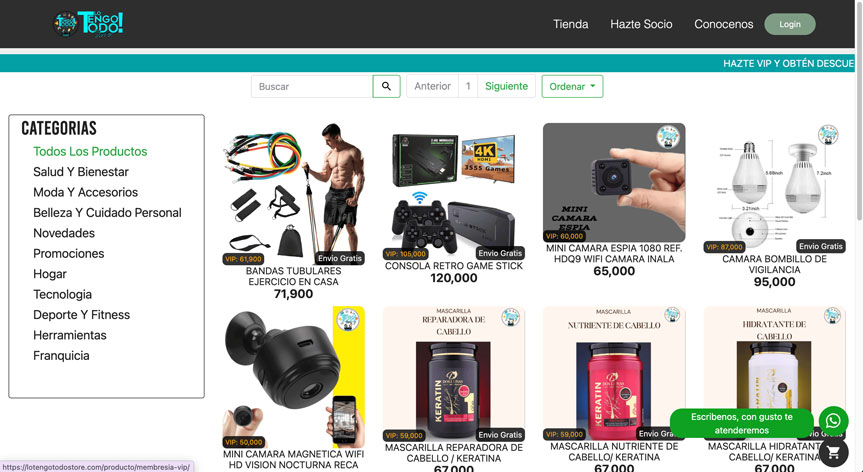 LO
TENGO
TODO!
Tienda
Hazte Socio
Conocenos
Login
HAZTE VIP Y OBTÉN DESCUE
Buscar
Anterior
1
Siguiente
Ordenar
CATEGORIAS
Todos Los Productos
Salud Y Bienestar
Moda Y Accesorios
Belleza Y Cuidado Personal
Novedades
Promociones
Hogar
Tecnologia
Deporte Y Fitness
Herramientas
Franquicia
VIP: 61,900
Envio Gratis
BANDAS TUBULARES
EJERCICIO EN CASA
71,900
4K
HDMI
3555 Games
GAME STICK
VIP: 105,000
Envio Gratis
CONSOLA RETRO GAME STICK
120,000
MINI
CAMARA
ESPIA
VIP: 60,000
MINI CAMARA ESPIA 1080 REF.
HDQ9 WIFI CAMARA INALA
65,000
7.2inch
3.21inch
VIP: 87,000
Envio Gratis
CAMARA BOMBILLO DE
VIGILANCIA
95,000
VIP: 50,000
MINI CAMARA MAGNETICA WIFI
HD VISION NOCTURNA RECA
MASCARILLA
REPARADORA DE
CABELLO
KERATIN
1
VIP: 59,000
Envio Gratis
MASCARILLA REPARADORA DE
CABELLO/ KERATINA
67,000
MASCARILLA
NUTRIENTE DE CABELLO
KERATIN
1
VIP: 59,000
Envio Grati
MASCARILLA NUTRIENTE DE
CABELLO/ KERATINA
67,000
MASCARILLA
HIDRATANTE DE
CABELLO
KERATIN
VIP: 59,000
MASCARILLA HIDRATANT
CABELLO/ KERATINA
67,000
Escribenos, con gusto te
atenderemos
https://lotengotodostore.com/producto/membresia-vip/